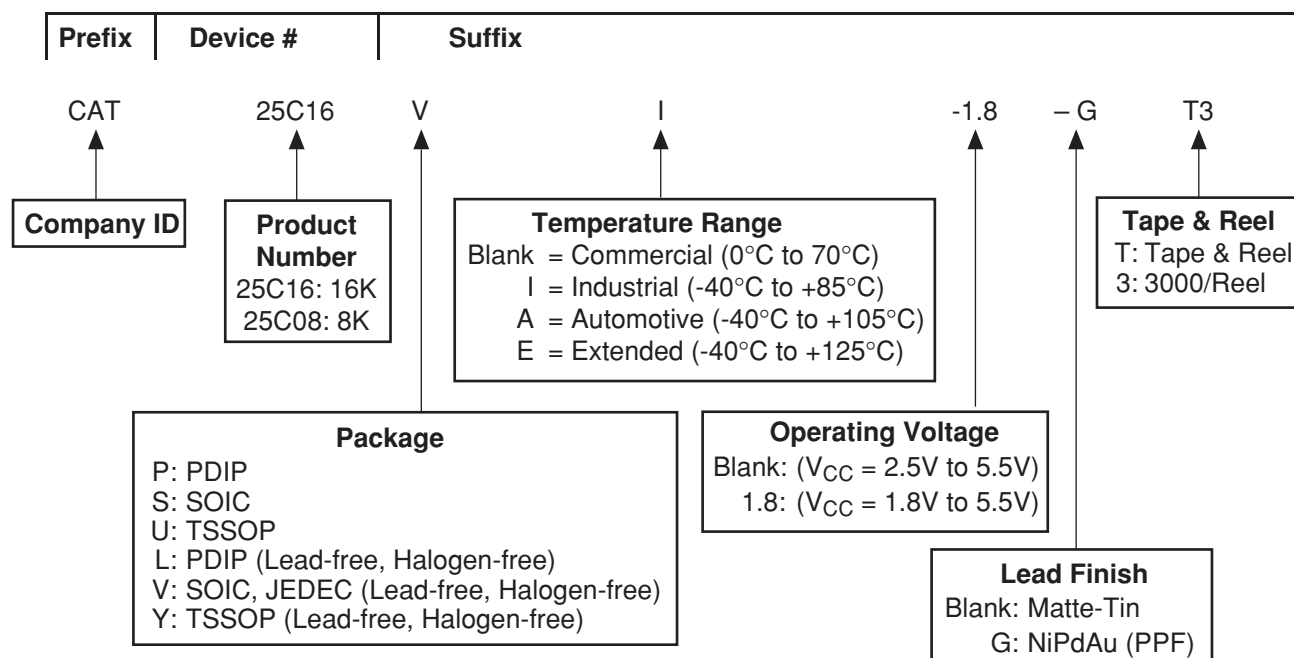 Prefix Device # Suffix
CAT 25C16 V I -1.8 – G T3
Company ID
Product
Number
25C16: 16K
25C08: 8K
Temperature Range
Blank = Commercial (0°C to 70°C)
I = Industrial (-40°C to +85°C)
A = Automotive (-40°C to +105°C)
E = Extended (-40°C to +125°C)
Tape & Reel
T: Tape & Reel
3: 3000/Reel
Package
P: PDIP
S: SOIC
U: TSSOP
L: PDIP (Lead-free, Halogen-free)
V: SOIC, JEDEC (Lead-free, Halogen-free)
Y: TSSOP (Lead-free, Halogen-free)
Operating Voltage
Blank: (VCC = 2.5V to 5.5V)
1.8: (VCC = 1.8V to 5.5V)
Lead Finish
Blank: Matte-Tin
G: NiPdAu (PPF)